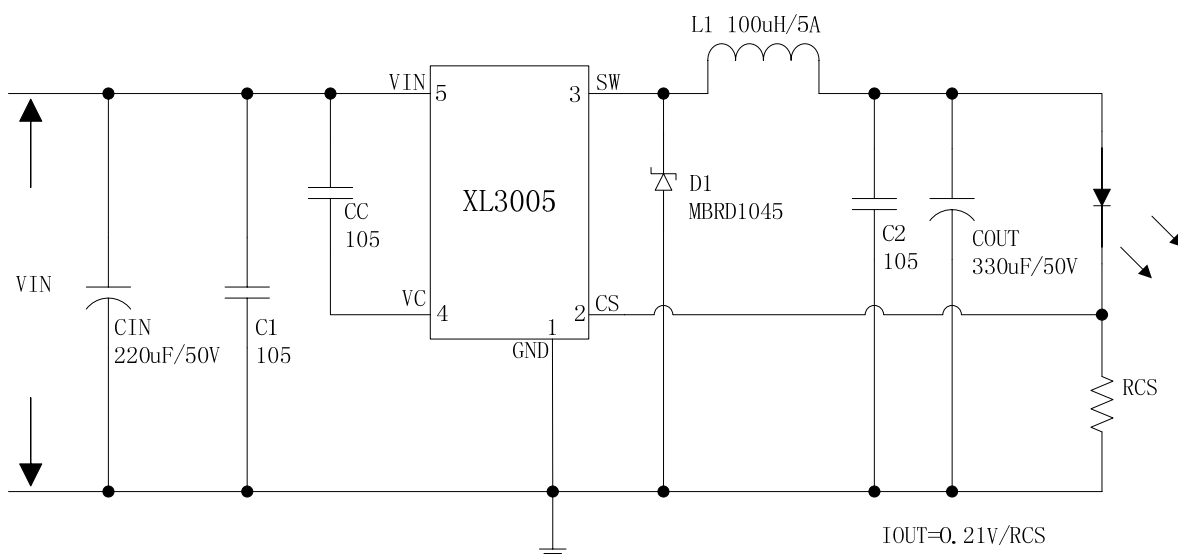 L1 100uH/5A
VIN
5
3
SW
XL3005
CC
105
D1
MBRD1045
C2
105
COUT
330uF/50V
VIN
VC
4
2
CS
1
GND
CIN
220uF/50V
C1
105
RCS
IOUT=0.21V/RCS